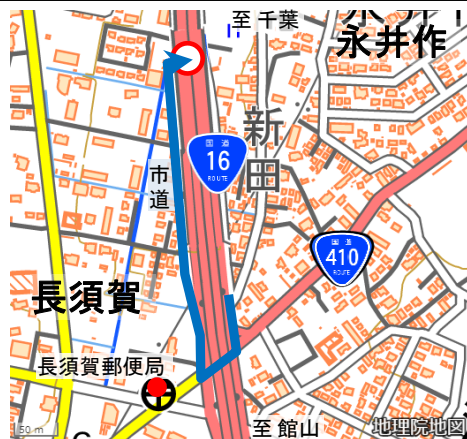 至 千葉
永井作
新田
国道
16
ROUTE
市道
国道
410
ROUTE
長須賀
長須賀郵便局
至 館山
50 m
地理院地図